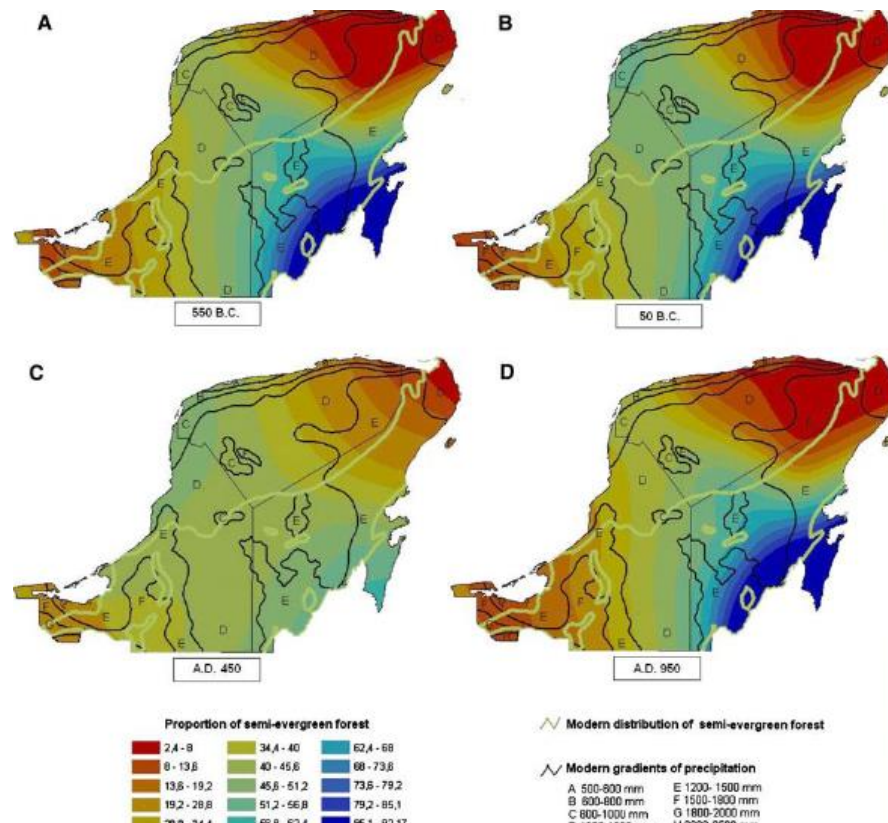 A
B
550 B.C.
50 B.C.
C
D
A.D. 450
A.D. 950
Proportion of semi-evergreen forest
2,4 - 8
8 - 13,6
13,6 - 19,2
19,2 - 28,8
34,4 - 40
40 - 45,6
45,6 - 51,2
51,2 - 56,8
62,4 - 68
68 - 73,6
73,6 - 79,2
79,2 - 85,1
Modern distribution of semi-evergreen forest
Modern gradients of precipitation
A 500-600 mm
B 600-800 mm
C 800-1000 mm
E 1200- 1500 mm
F 1500-1800 mm
G 1800-2000 mm